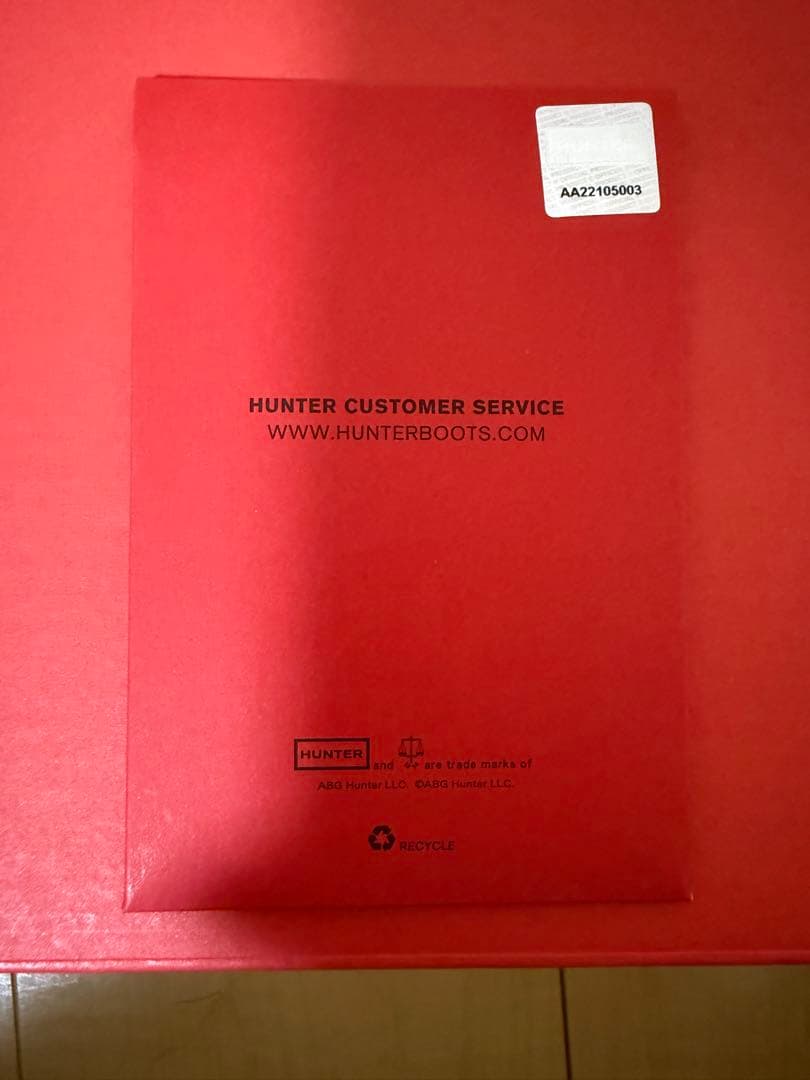 HUNTER
AA22105003
HUNTER CUSTOMER SERVICE
WWW.HUNTERBOOTS.COM
HUNTER and are trade marks of
ABG Hunter LLC. ©ABG Hunter LLC.
RECYCLE